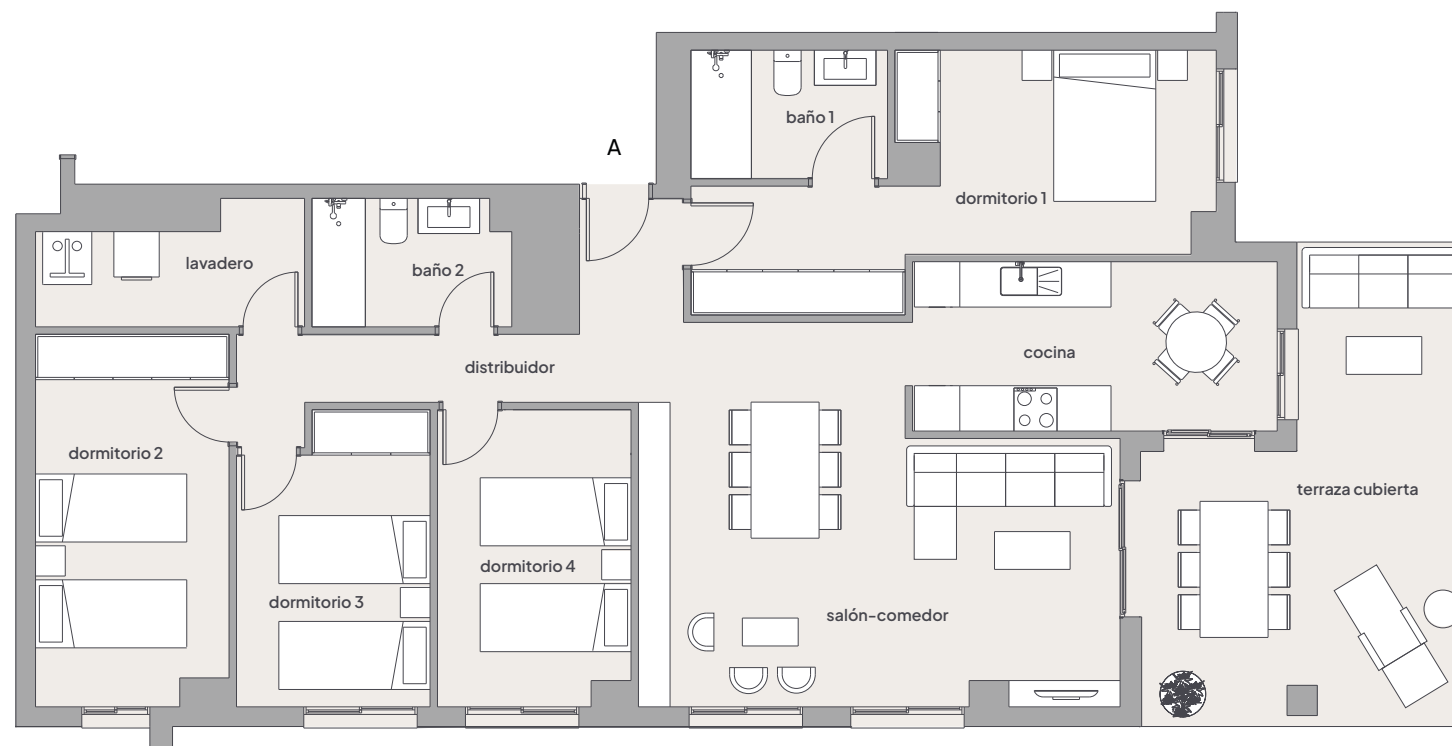 A
baño 1
dormitorio 1
lavadero
baño 2
cocina
distribuidor
dormitorio 2
terraza cubierta
dormitorio 4
dormitorio 3
salón-comedor